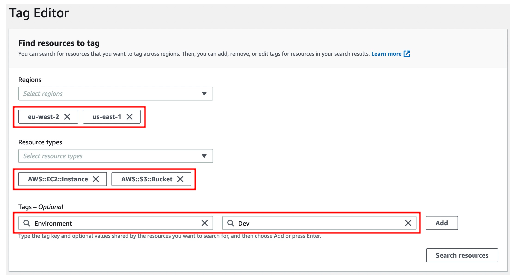 Tag Editor
Find resources to tag
You can search for resources that you want to tag across regions. Then, you can add, remove, or edit tags for resources in your search results. Learn more
Regions
Select regions
eu-west-2
us-east-1
Resource types
Select resource types
AWS::EC2::Instance
AWS::S3::Bucket
Tags – Optional
Environment
Dev
Add
Type the tag key and optional values shared by the resources you want to search for, and then choose Add or press Enter.
Search resources